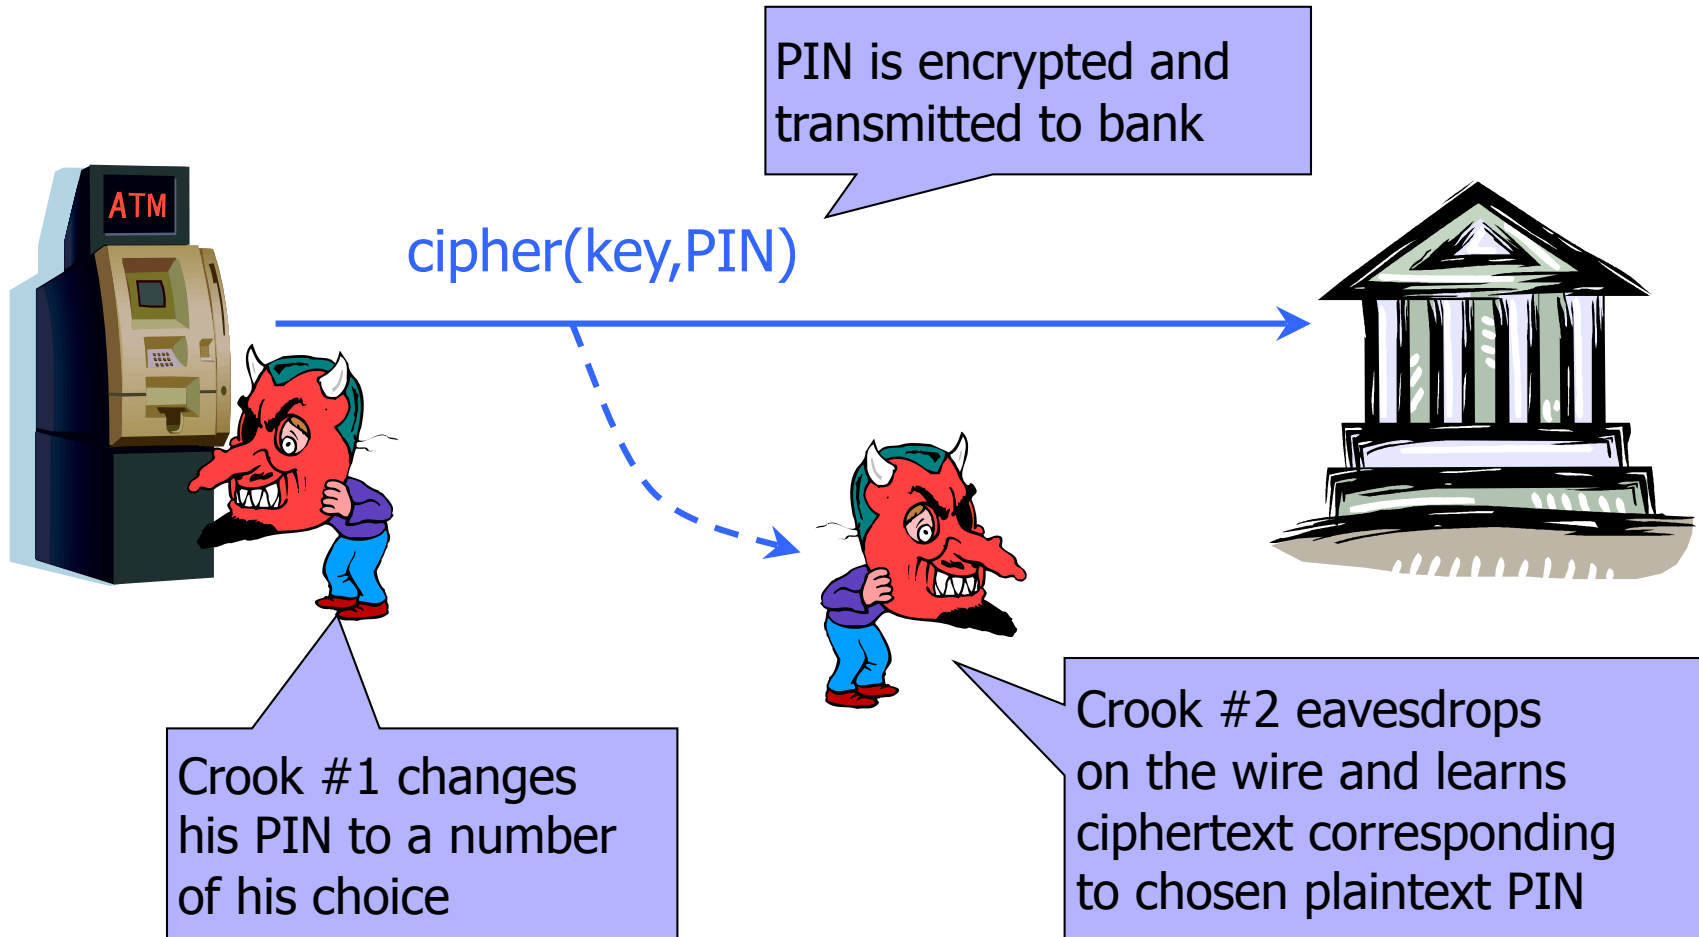 PIN is encrypted and
transmitted to bank
ATM
cipher(key,PIN)
Crook #1 changes
his PIN to a number
of his choice
Crook #2 eavesdrops
on the wire and learns
ciphertext corresponding
to chosen plaintext PIN